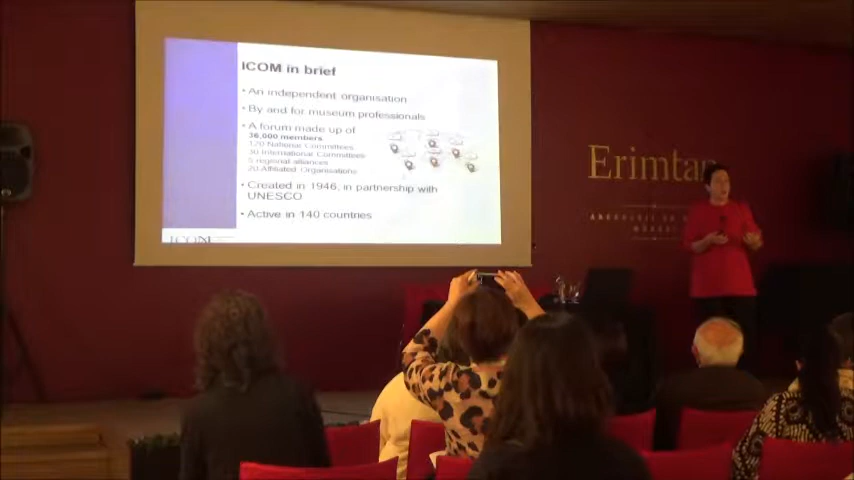 ICOM in brief
• An independent organisation
• By and for museum professionals
• A forum made up of
36,000 members
120 National Committees
30 International Committees
5 regional alliances
20 Affiliated Organisations
• Created in 1946, in partnership with
UNESCO
• Active in 140 countries
ICOM
Erimtan